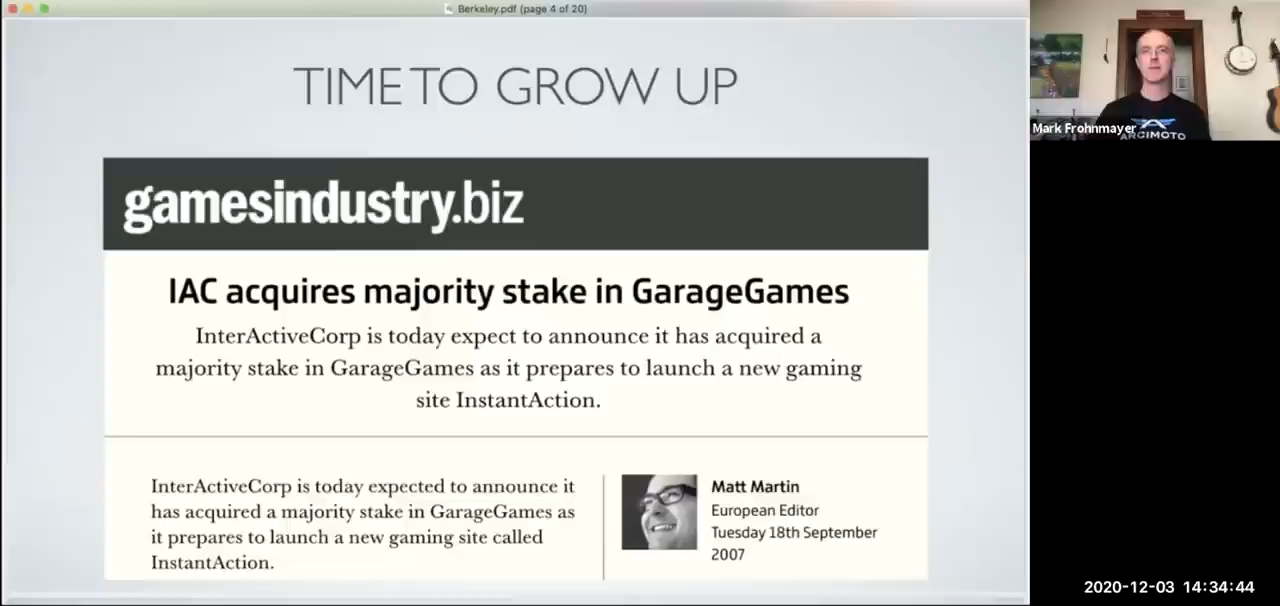 Berkeley.pdf (page 4 of 20)
TIME TO GROW UP
gamesindustry.biz
IAC acquires majority stake in GarageGames
InterActiveCorp is today expect to announce it has acquired a
majority stake in GarageGames as it prepares to launch a new gaming
site InstantAction.
InterActiveCorp is today expected to announce it
has acquired a majority stake in GarageGames as
it prepares to launch a new gaming site called
InstantAction.
Matt Martin
European Editor
Tuesday 18th September
2007
Mark Frohnmayer
ARCIMOTO
2020-12-03 14:34:44